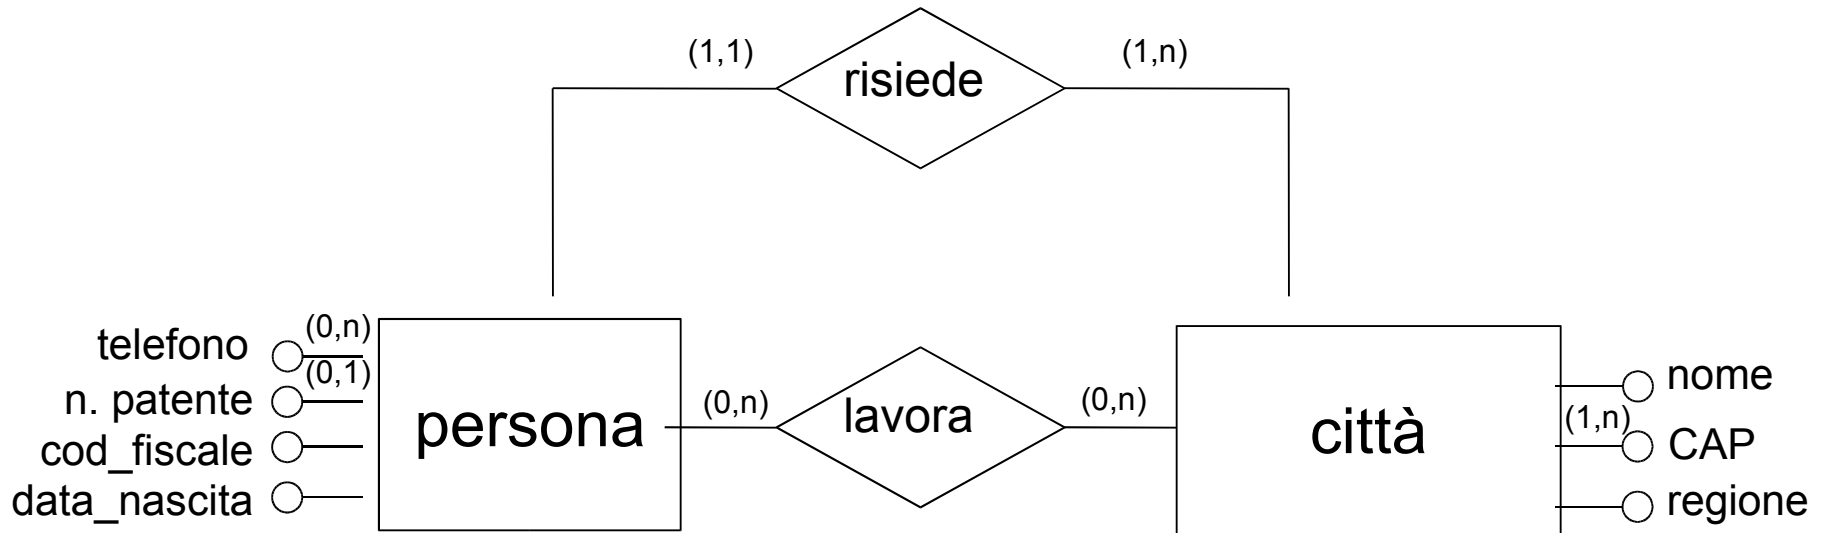 (1,1)
risiede
(1,n)
telefono
(0,n)
n. patente
(0,1)
cod_fiscale
data_nascita
persona
(0,n)
lavora
(0,n)
città
nome
(1,n)
CAP
regione